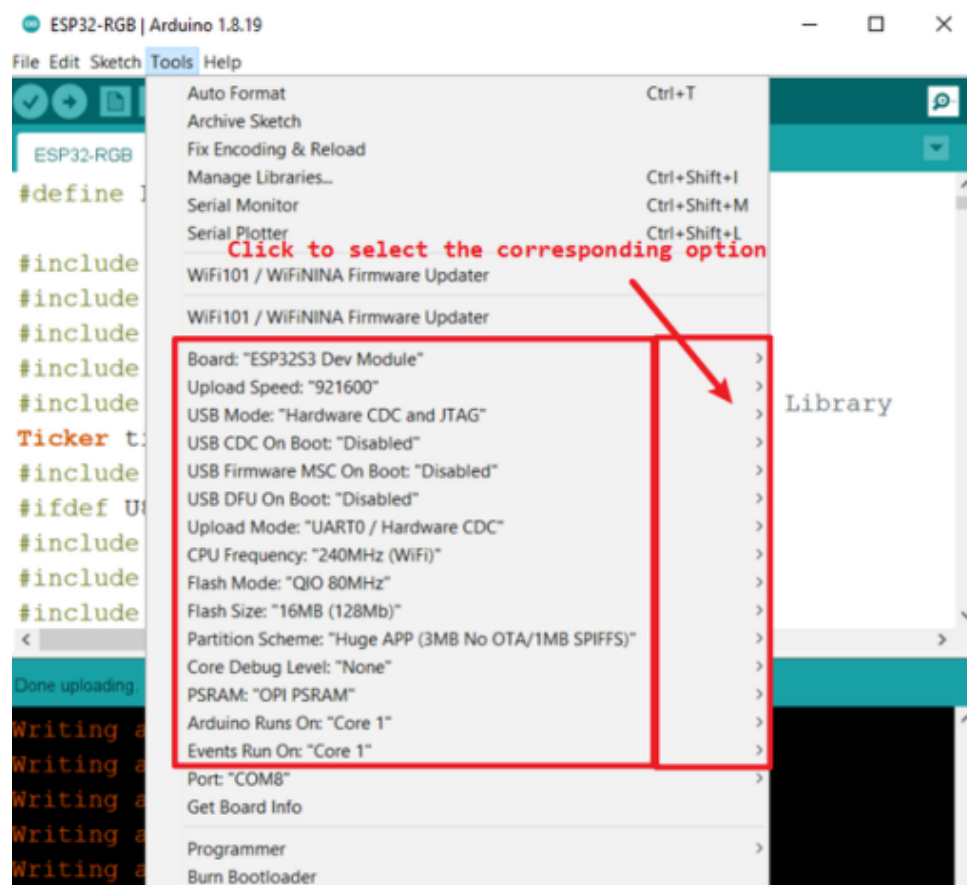 ESP32-RGB | Arduino 1.8.19
File Edit Sketch Tools Help
Auto Format Ctrl+T
Archive Sketch
Fix Encoding & Reload
Manage Libraries... Ctrl+Shift+I
Serial Monitor Ctrl+Shift+M
Serial Plotter Ctrl+Shift+L
Click to select the corresponding option
WiFi101 / WiFiNINA Firmware Updater
WiFi101 / WiFiNINA Firmware Updater
Board: "ESP32S3 Dev Module"
Upload Speed: "921600"
USB Mode: "Hardware CDC and JTAG"
USB CDC On Boot: "Disabled"
USB Firmware MSC On Boot: "Disabled"
USB DFU On Boot: "Disabled"
Upload Mode: "UART0 / Hardware CDC"
CPU Frequency: "240MHz (WiFi)"
Flash Mode: "QIO 80MHz"
Flash Size: "16MB (128Mb)"
Partition Scheme: "Huge APP (3MB No OTA/1MB SPIFFS)"
Core Debug Level: "None"
PSRAM: "OPI PSRAM"
Arduino Runs On: "Core 1"
Events Run On: "Core 1"
Port: "COM8"
Get Board Info
Programmer
Burn Bootloader
ESP32-RGB
#define
#include
#include
#include
#include
#include Library
Ticker
#include
#ifdef
#include
#include
#include
Done uploading.
Writing a
Writing a
Writing a
Writing a
Writing a